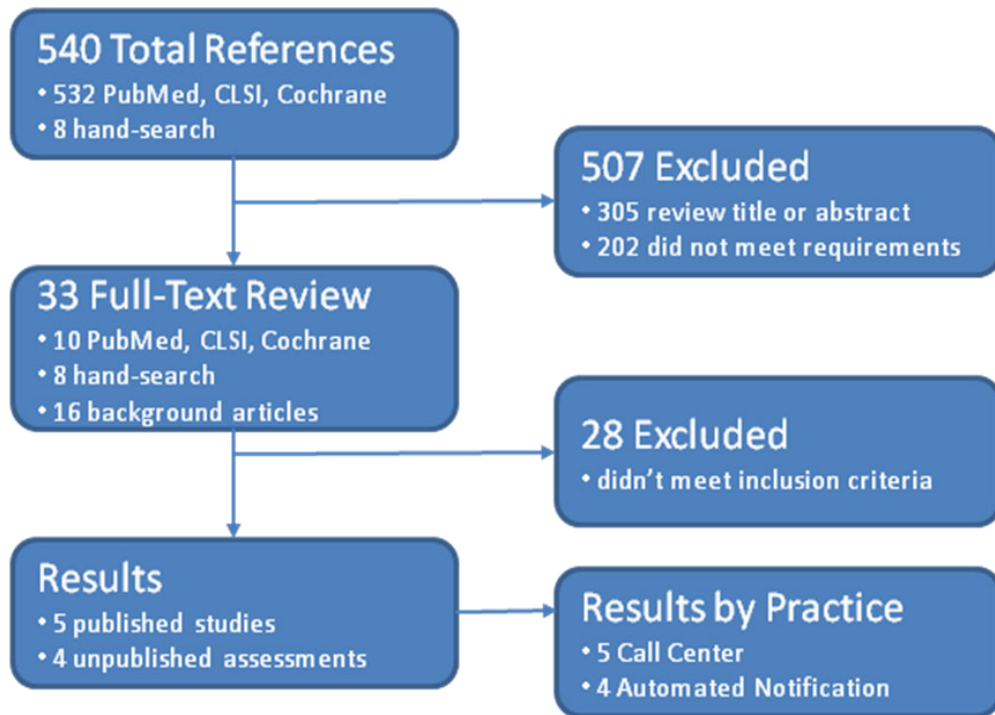 540 Total References
• 532 PubMed, CLSI, Cochrane
• 8 hand-search
507 Excluded
• 305 review title or abstract
• 202 did not meet requirements
33 Full-Text Review
• 10 PubMed, CLSI, Cochrane
• 8 hand-search
• 16 background articles
28 Excluded
• didn't meet inclusion criteria
Results
• 5 published studies
• 4 unpublished assessments
Results by Practice
• 5 Call Center
• 4 Automated Notification